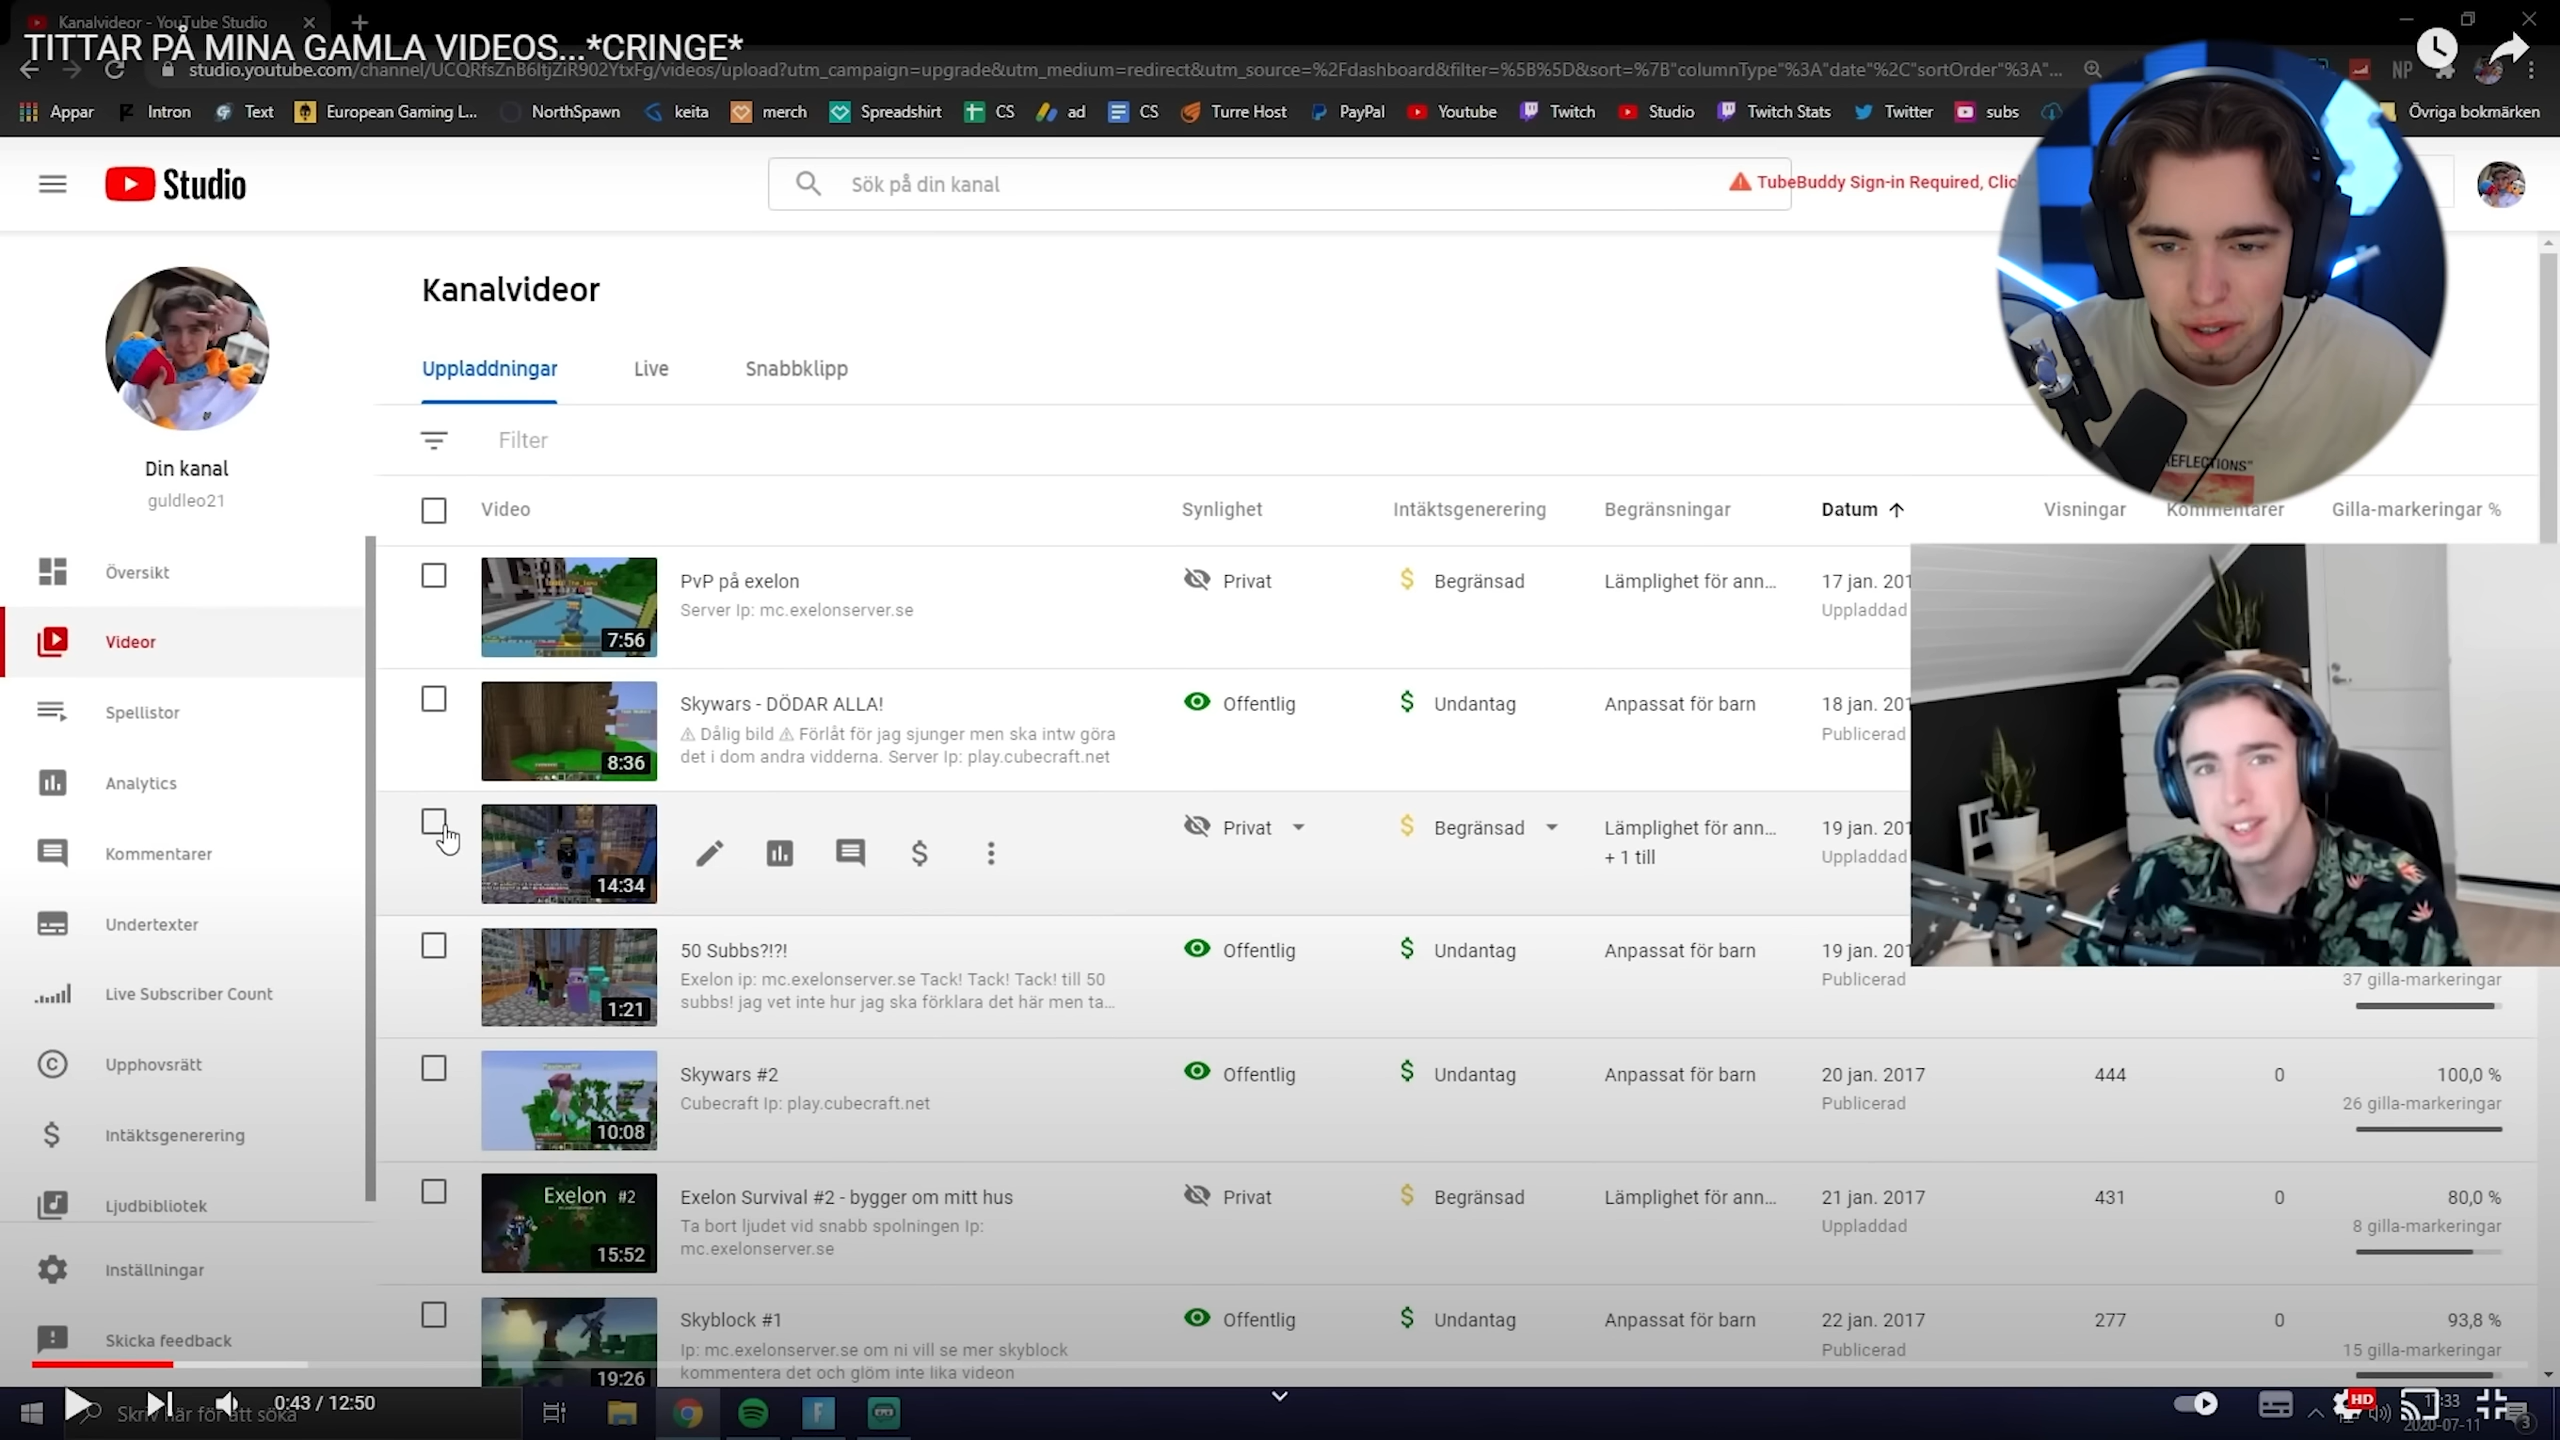 Kanalvideor - YouTube Studio
TITTAR PÅ MINA GAMLA VIDEOS...*CRINGE*
studio.youtube.com/channel/UCQRfsZnB6ltjZiR902YtxFg/videos/upload?utm_campaign=upgrade&utm_medium=redirect&utm_source=%2Fdashboard&filter=%5B%5D&sort=%7B"columnType"%3A"date"%2C"sortOrder"%3A"...
NP
Appar Intron Text European Gaming L... NorthSpawn keita merch Spreadshirt CS ad CS Turre Host PayPal Youtube Twitch Studio Twitch Stats Twitter subs Övriga bokmärken
Studio
Sök på din kanal
TubeBuddy Sign-in Required, Clic
Kanalvideor
Uppladdningar Live Snabbklipp
Filter
Din kanal
guldleo21
Översikt
Videor
Spellistor
Analytics
Kommentarer
Undertexter
Live Subscriber Count
Upphovsrätt
Intäktsgenerering
Ljudbibliotek
Inställningar
Skicka feedback
Video Synlighet Intäktsgenerering Begränsningar Datum Visningar Kommentarer Gilla-markeringar %
PvP på exelon Privat Begränsad Lämplighet för ann... 17 jan. 201
Server Ip: mc.exelonserver.se Uppladdad
7:56
Skywars - DÖDAR ALLA! Offentlig Undantag Anpassat för barn 18 jan. 201
⚠ Dålig bild ⚠ Förlåt för jag sjunger men ska intw göra Publicerad
det i dom andra vidderna. Server Ip: play.cubecraft.net
8:36
Privat Begränsad Lämplighet för ann... 19 jan. 201
+ 1 till Uppladdad
14:34
50 Subbs?!?! Offentlig Undantag Anpassat för barn 19 jan. 201
Exelon ip: mc.exelonserver.se Tack! Tack! Tack! till 50 Publicerad 37 gilla-markeringar
subbs! jag vet inte hur jag ska förklara det här men ta...
1:21
Skywars #2 Offentlig Undantag Anpassat för barn 20 jan. 2017 444 0 100,0 %
Cubecraft Ip: play.cubecraft.net Publicerad 26 gilla-markeringar
10:08
Exelon #2
Exelon Survival #2 - bygger om mitt hus Privat Begränsad Lämplighet för ann... 21 jan. 2017 431 0 80,0 %
Ta bort ljudet vid snabb spolningen Ip: Uppladdad 8 gilla-markeringar
mc.exelonserver.se
15:52
Skyblock #1 Offentlig Undantag Anpassat för barn 22 jan. 2017 277 0 93,8 %
Ip: mc.exelonserver.se om ni vill se mer skyblock Publicerad 15 gilla-markeringar
kommentera det och glöm inte lika videon
19:26
REFLECTIONS"
Skriv här för att söka
0:43 / 12:50
HD
17:33
2020-07-11
3